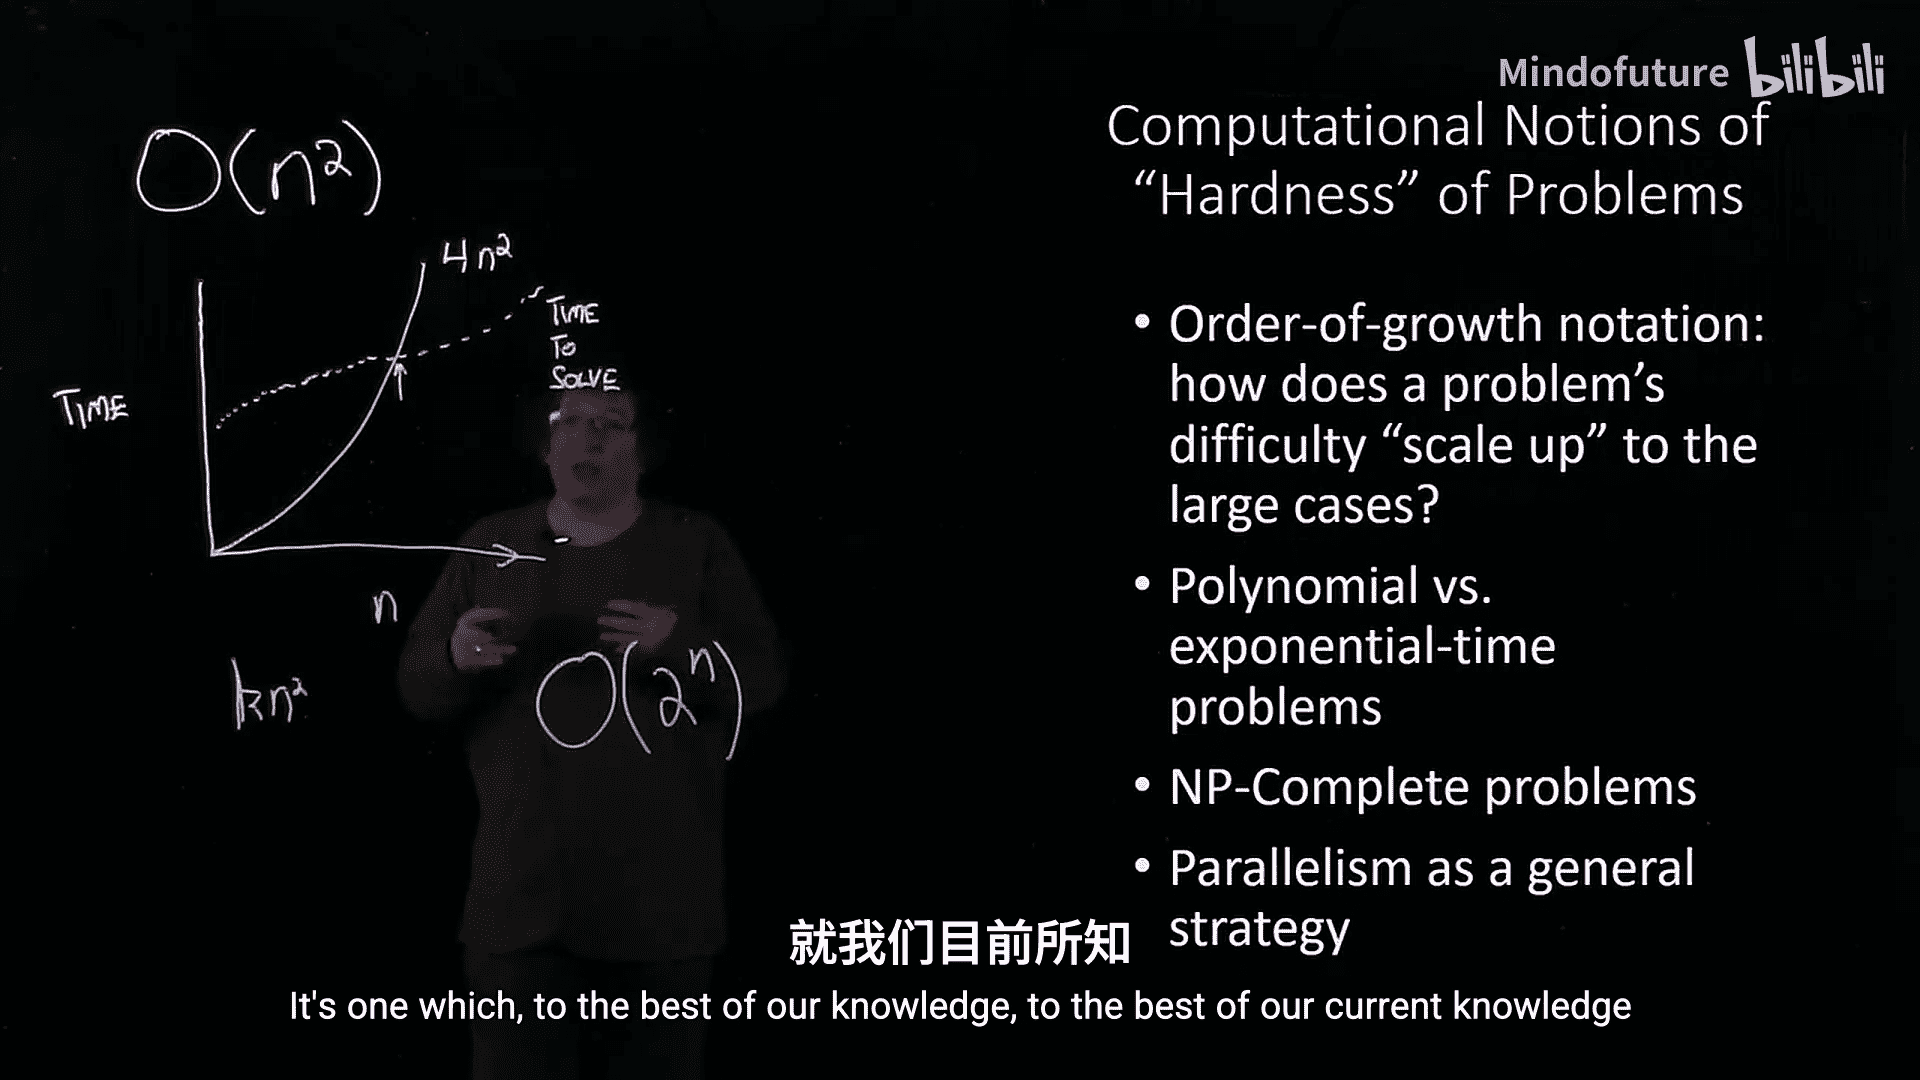 Mindofuture bilibili
Computational Notions of
“Hardness” of Problems
O(n²)
4n²
TIME
TO
SOLVE
TIME
n
kn²
O(2ⁿ)
• Order-of-growth notation:
how does a problem’s
difficulty “scale up” to the
large cases?
• Polynomial vs.
exponential-time
problems
• NP-Complete problems
• Parallelism as a general
strategy
就我们目前所知
It's one which, to the best of our knowledge, to the best of our current knowledge